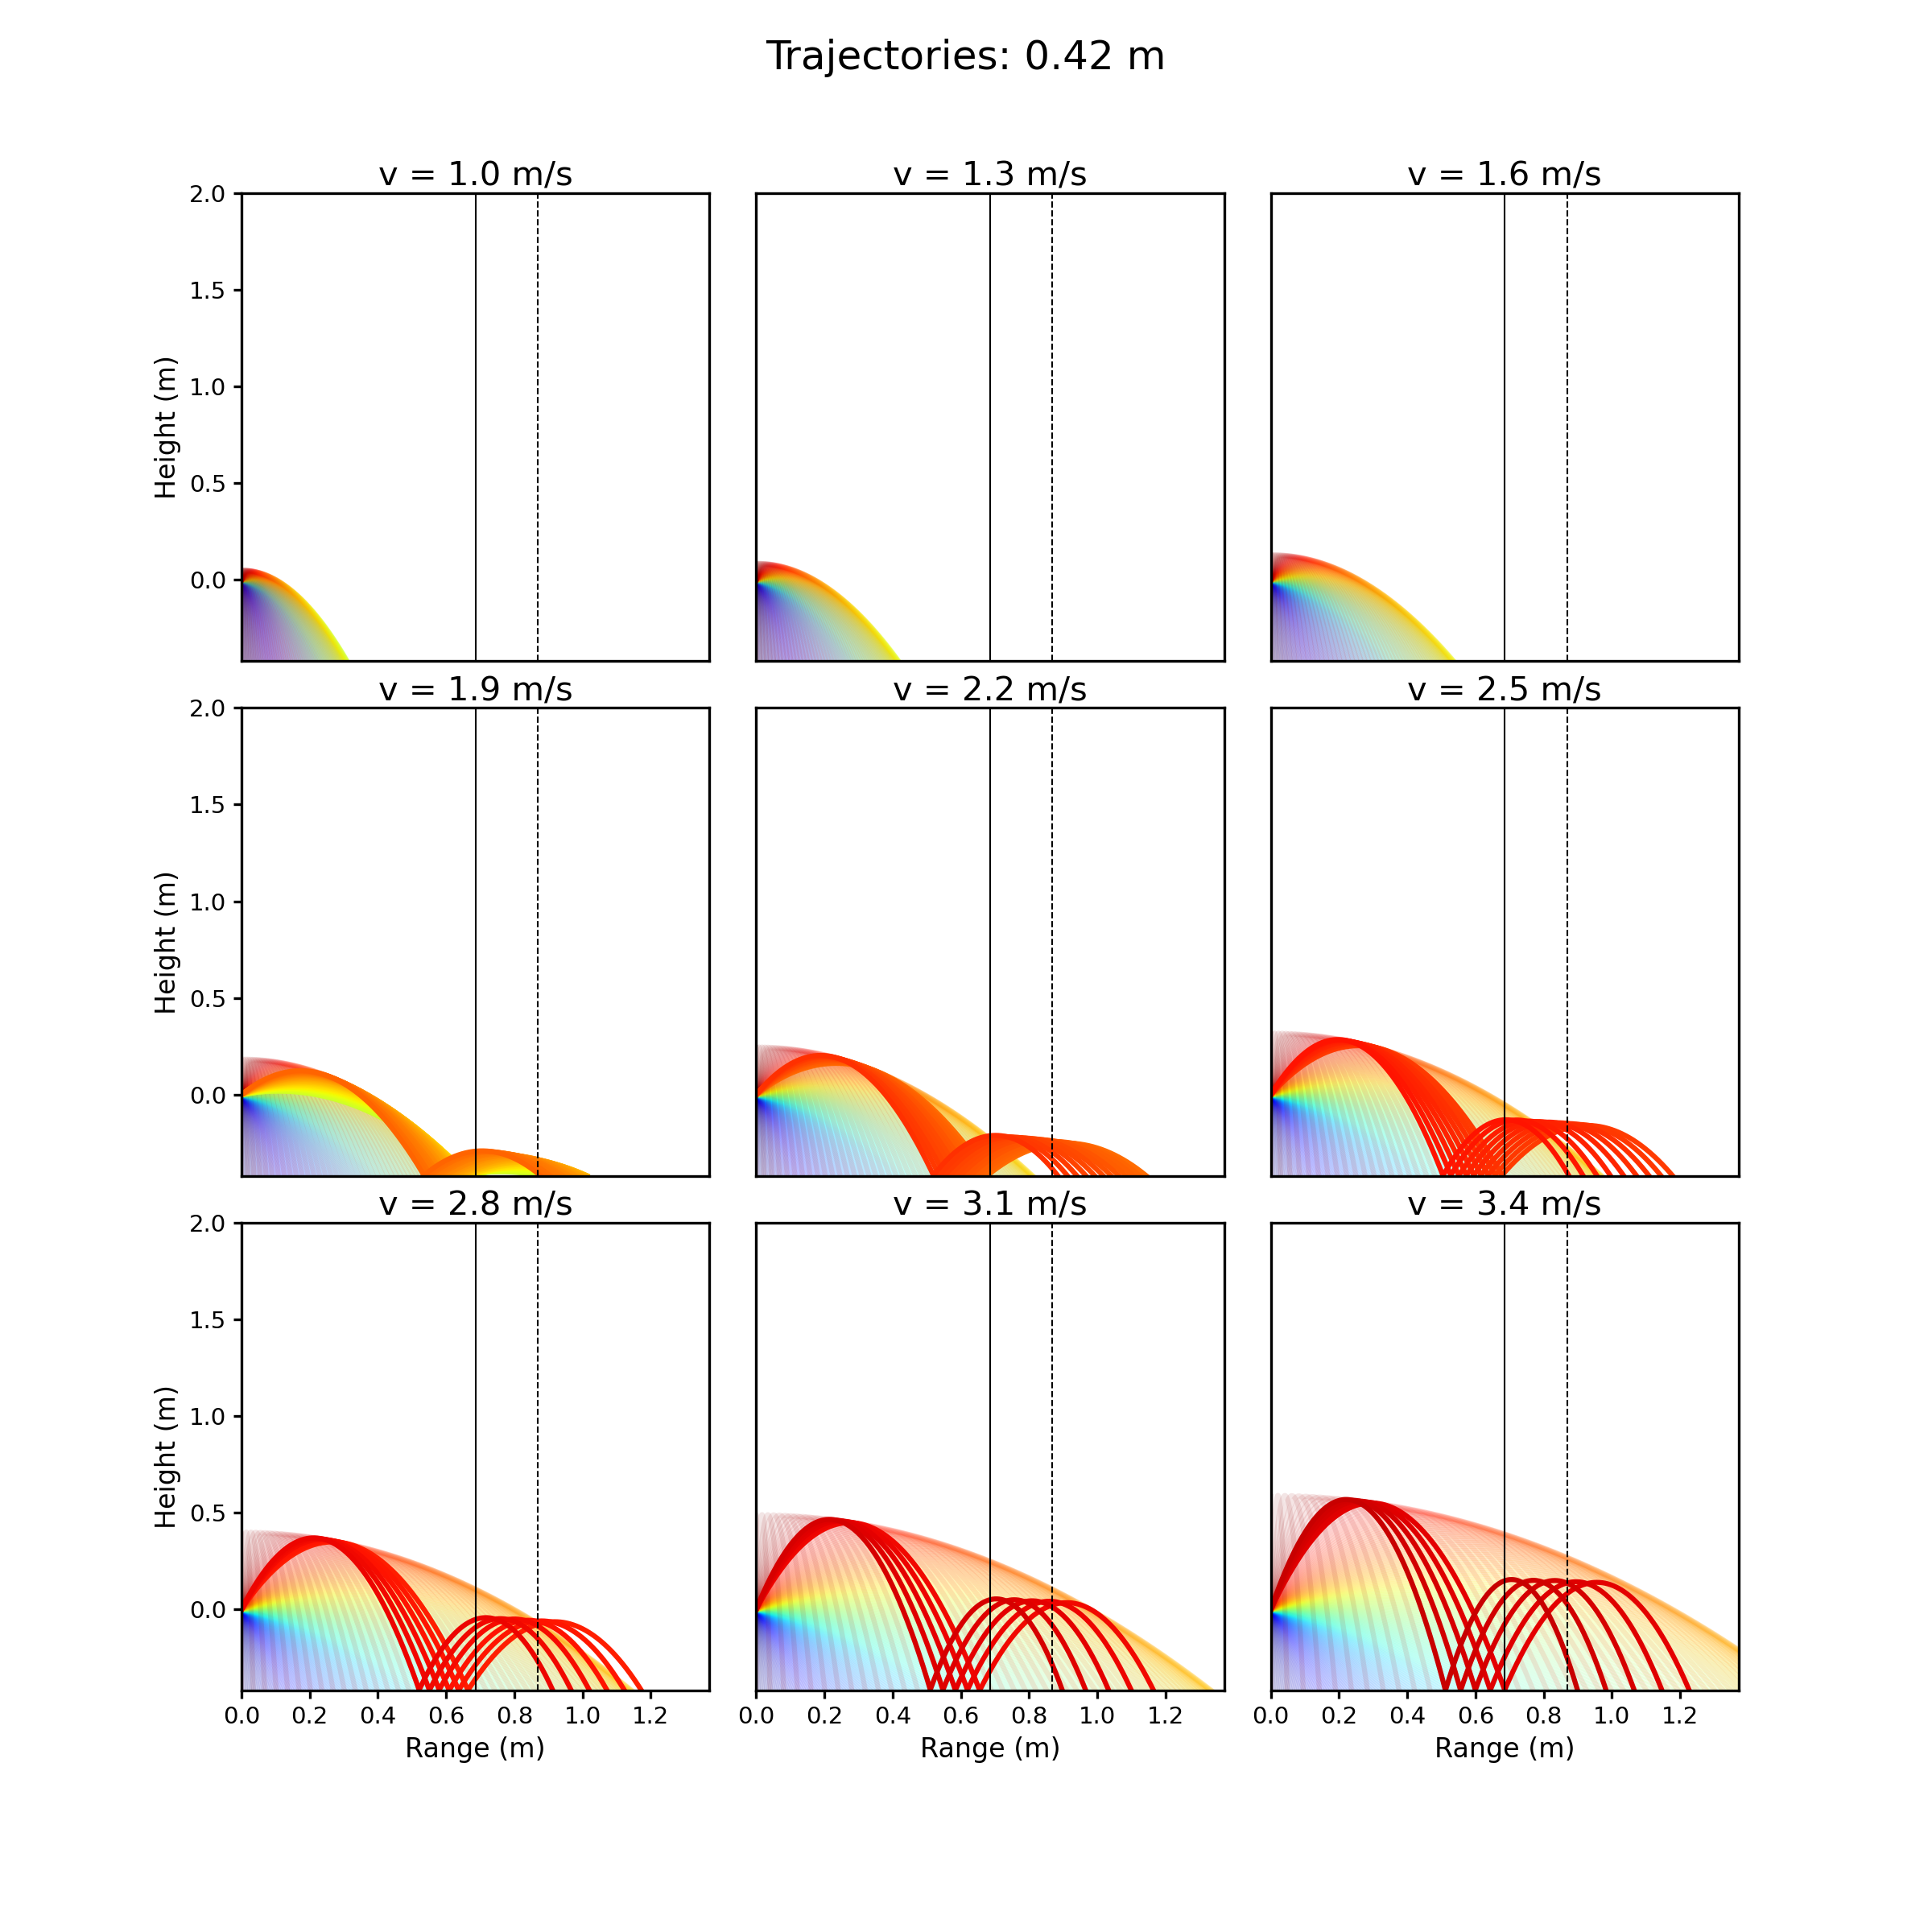 Trajectories: 0.42 m
v = 1.0 m/s
v = 1.3 m/s
v = 1.6 m/s
2.0
1.5
1.0
0.5
0.0
Height (m)
v = 1.9 m/s
v = 2.2 m/s
v = 2.5 m/s
2.0
1.5
1.0
0.5
0.0
Height (m)
v = 2.8 m/s
v = 3.1 m/s
v = 3.4 m/s
2.0
1.5
1.0
0.5
0.0
Height (m)
0.0 0.2 0.4 0.6 0.8 1.0 1.2
0.0 0.2 0.4 0.6 0.8 1.0 1.2
0.0 0.2 0.4 0.6 0.8 1.0 1.2
Range (m)
Range (m)
Range (m)